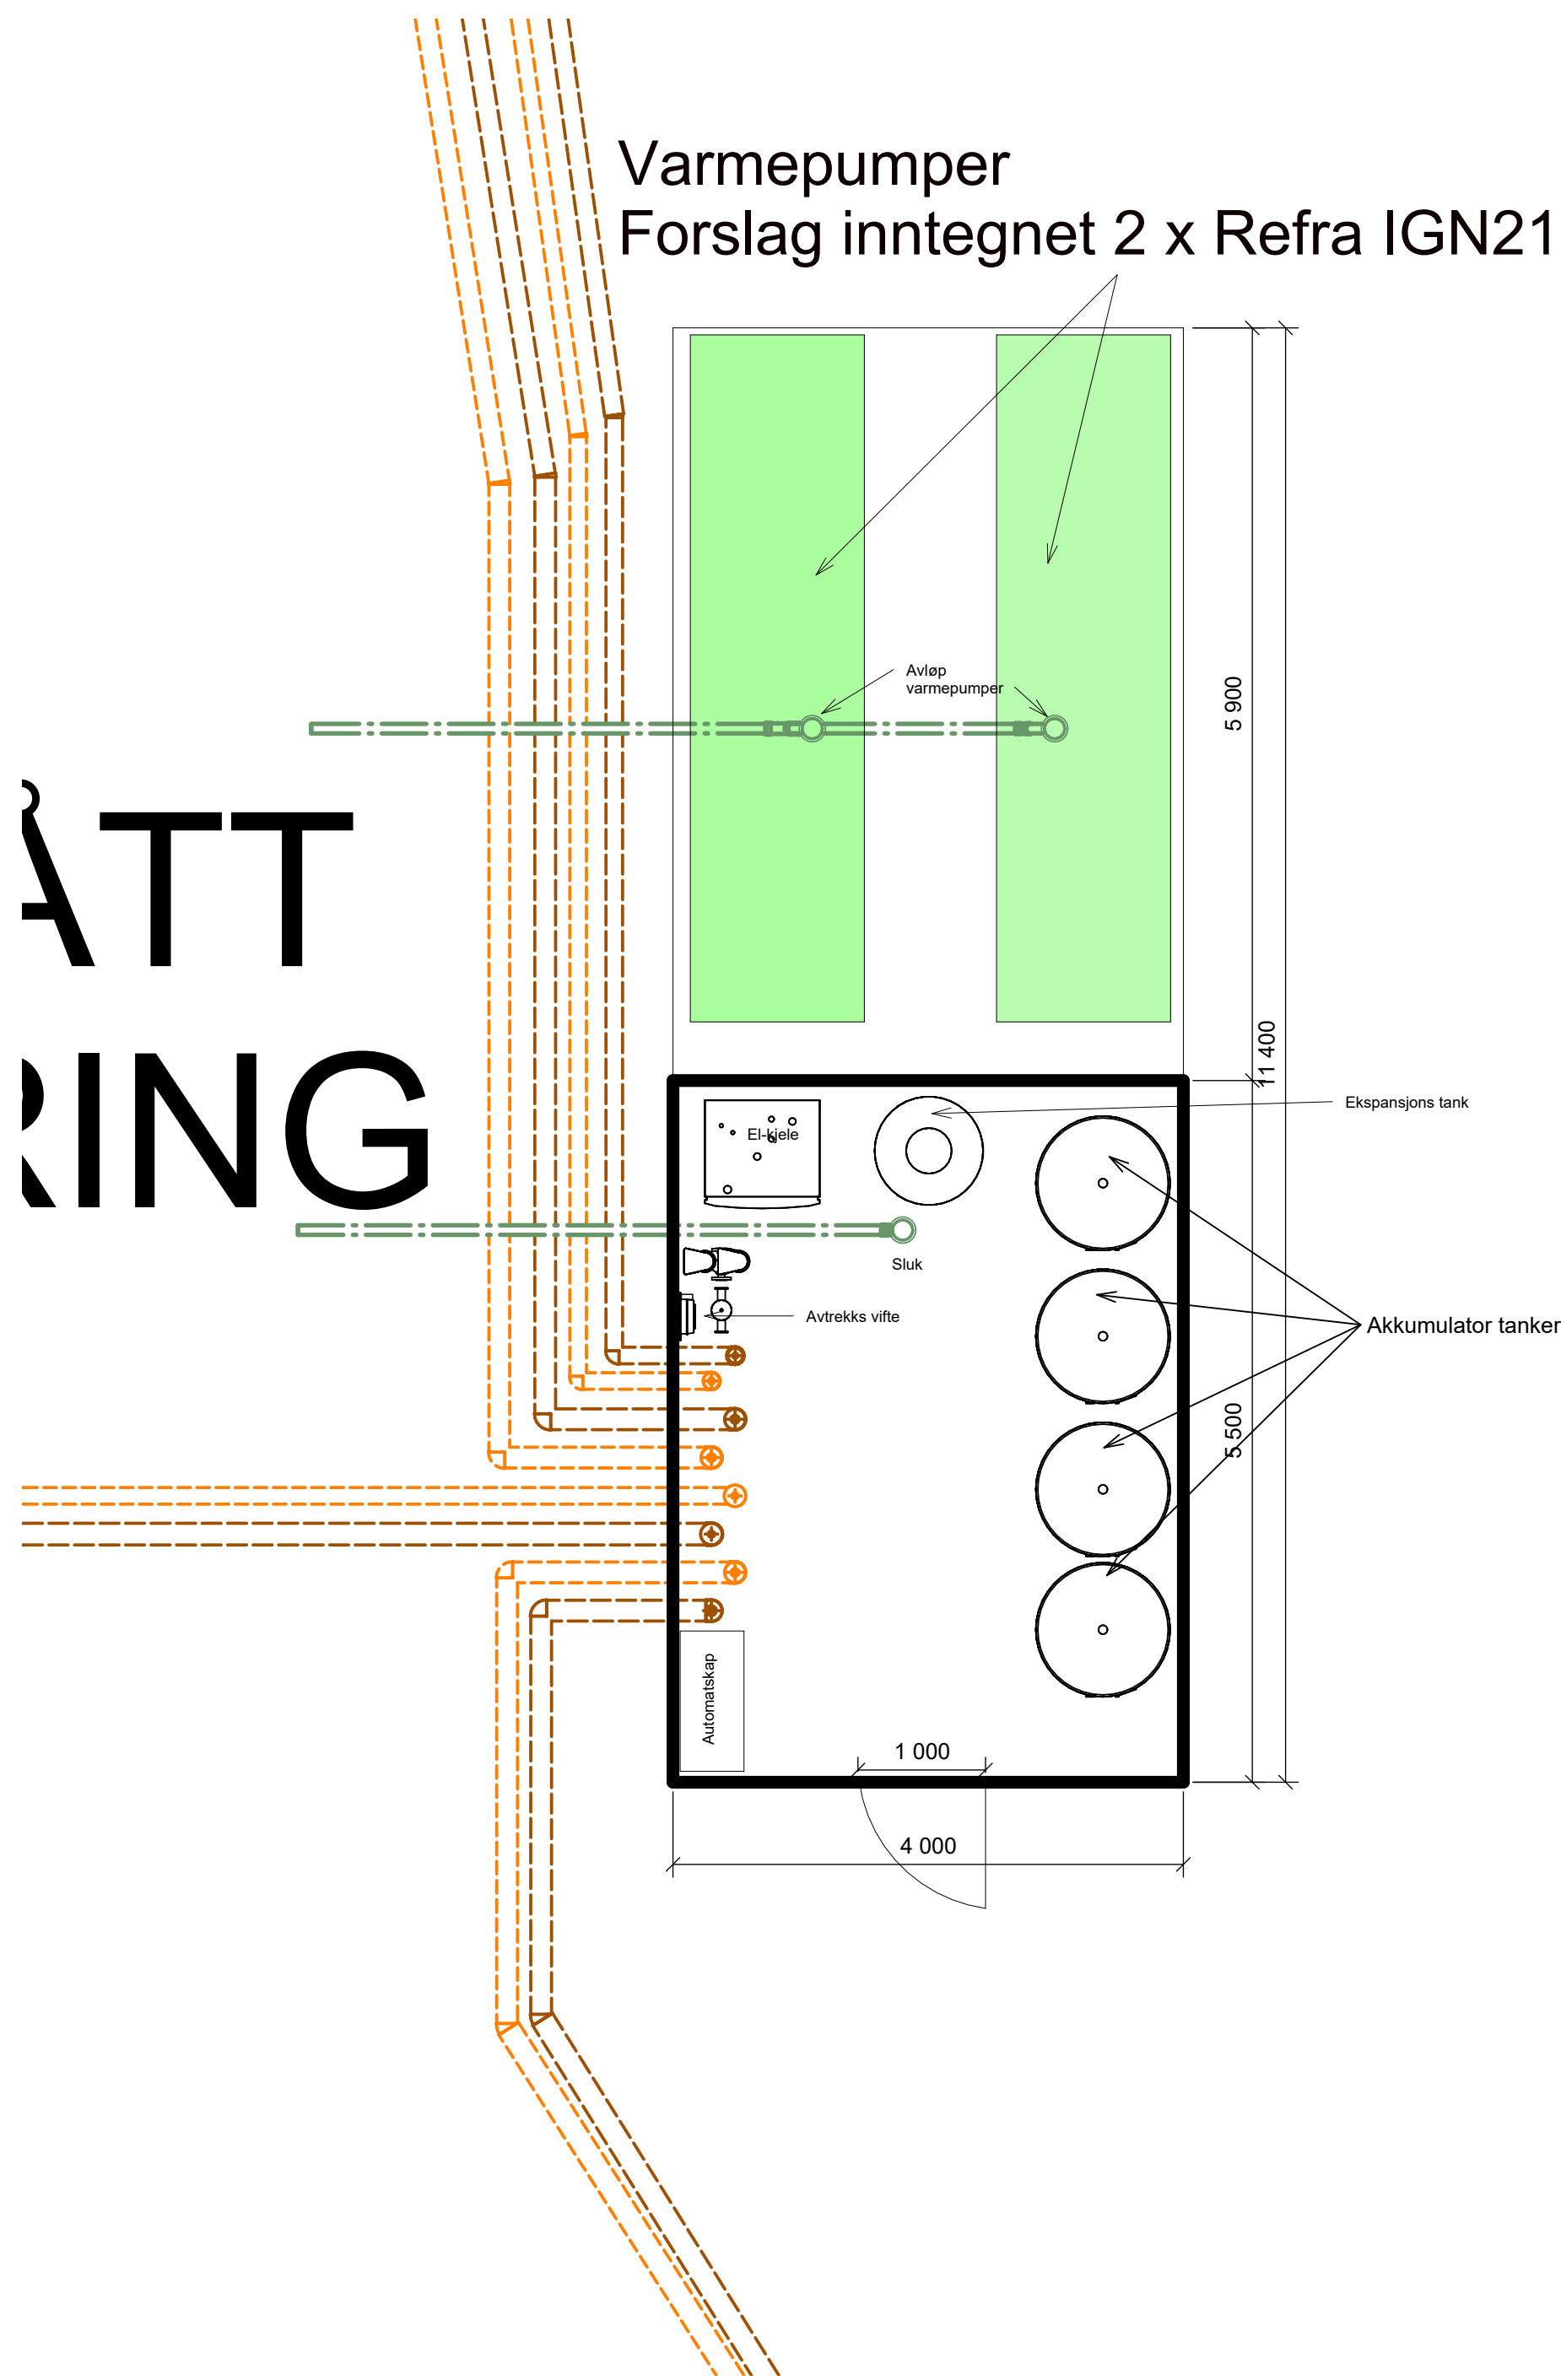 Varmepumper
Forslag inntegnet 2 x Refra IGN21
Avløp
varmepumper
5 900
ÅTT
11 400
RING
Ekspansjons tank
El-kjele
Sluk
Avtrekks vifte
Akkumulator tanker
5 500
Automatskap
1 000
4 000